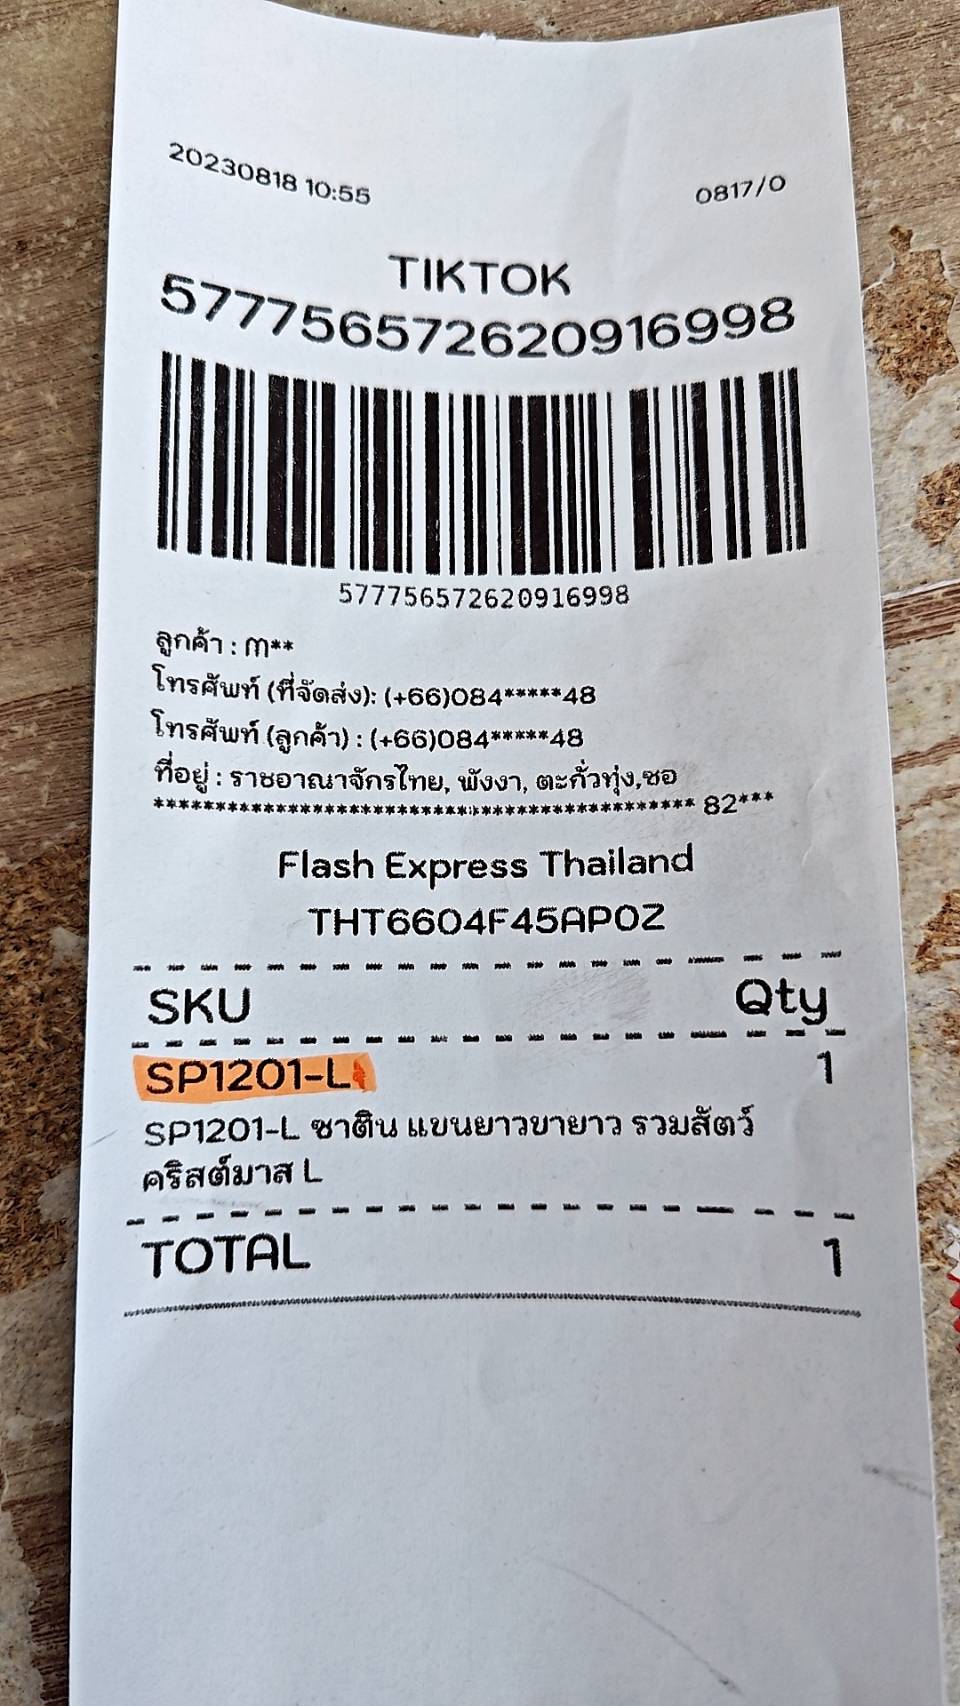 20230818 10:55
0817/0
TIKTOK
577756572620916998
577756572620916998
ลูกค้า : ภ**
โทรศัพท์ (ที่จัดส่ง): (+66)084*****48
โทรศัพท์ (ลูกค้า) : (+66)084*****48
ที่อยู่ : ราชอาณาจักรไทย, พังงา, ตะกั่วทุ่ง,ซอ
******************************************** 82***
Flash Express Thailand
THT6604F45AP0Z
SKU Qty
SP1201-L 1
SP1201-L ซาติน แขนยาวขายาว รวมสัตว์
คริสต์มาส L
TOTAL 1